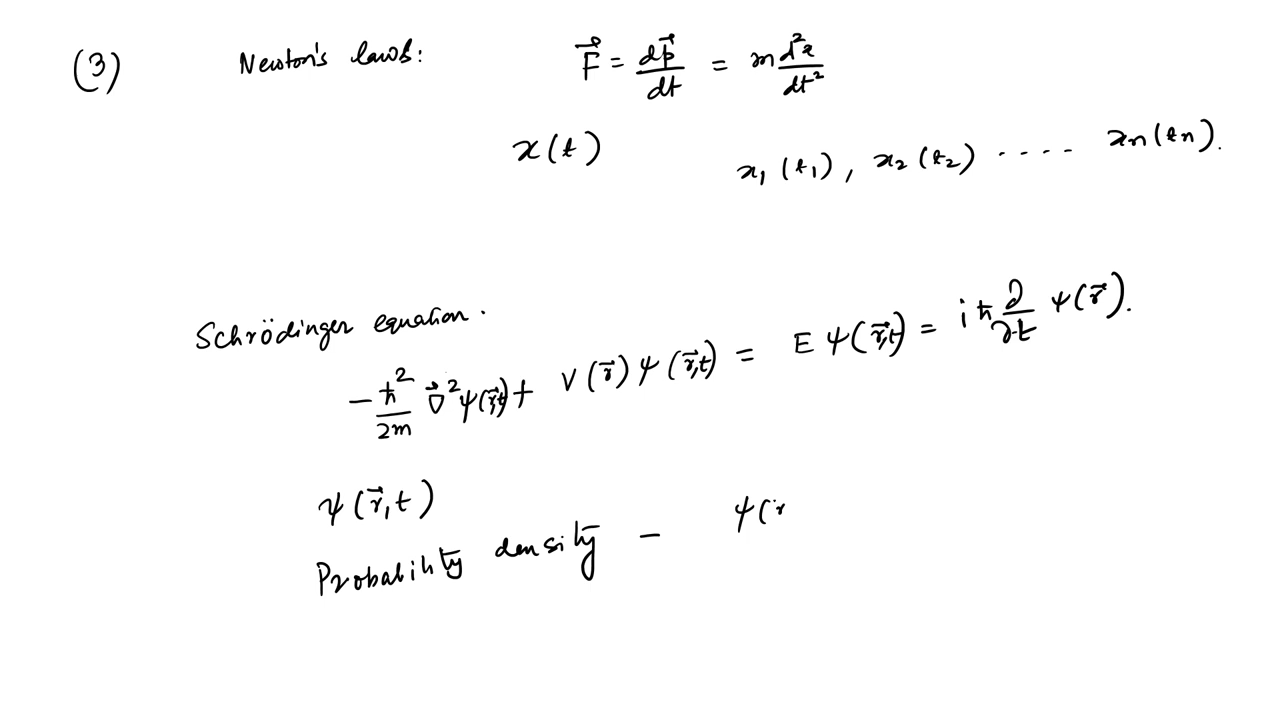 (3) Newton's laws: F⃗ = dp⃗/dt = m d²x/dt²
x(t) x₁(t₁), x₂(t₂) ---- xn(tn).
Schrödinger equation.
-ħ²/2m ∇⃗²ψ(r⃗,t) + V(r⃗)ψ(r⃗,t) = Eψ(r⃗,t) = iħ ∂/∂t ψ(r⃗).
ψ(r⃗,t)
Probability density - ψ(r